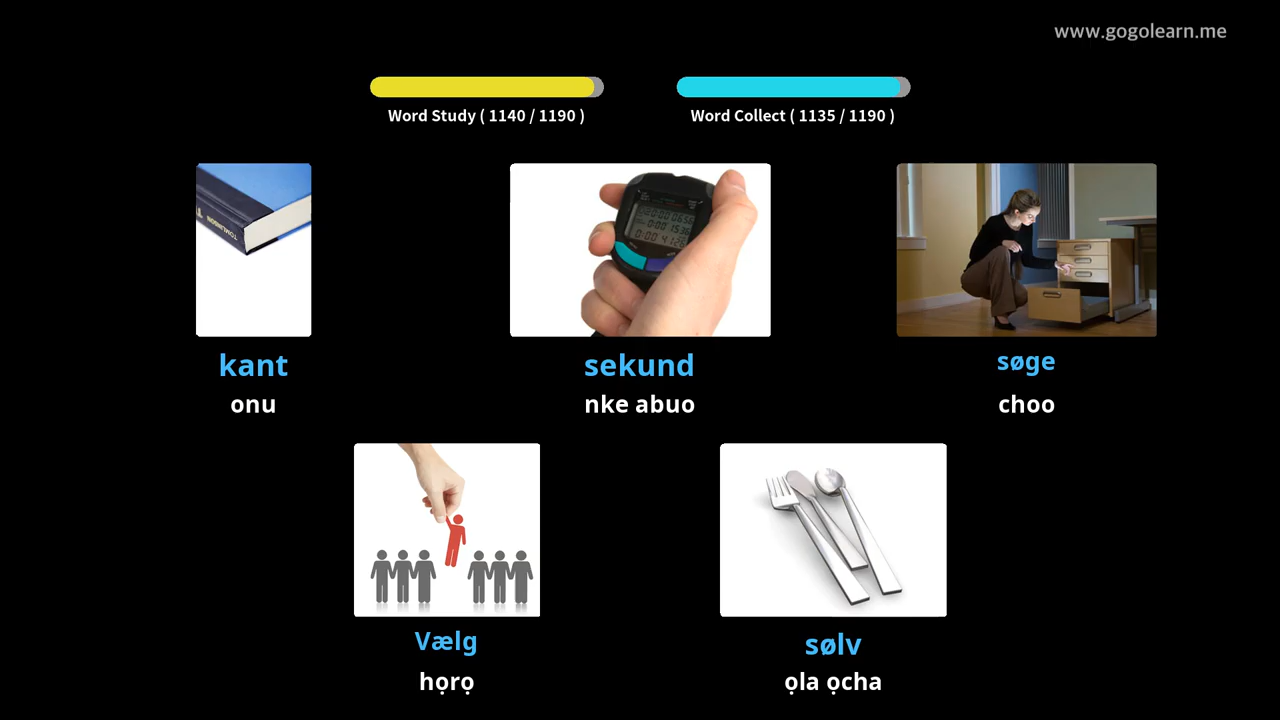 www.gogolearn.me
Word Study ( 1140 / 1190 )
Word Collect ( 1135 / 1190 )
TOMLINSON
kant
onu
sekund
nke abuo
søge
choo
Vælg
họrọ
sølv
ọla ọcha